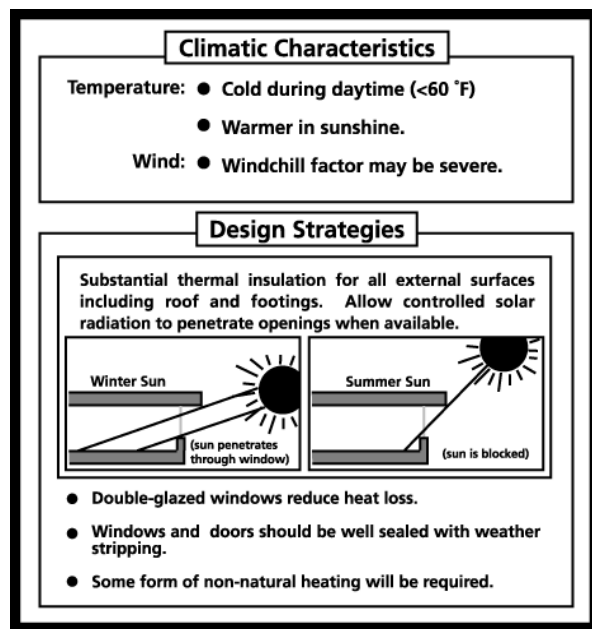 Climatic Characteristics
Temperature: ● Cold during daytime (<60 ˚F)
● Warmer in sunshine.
Wind: ● Windchill factor may be severe.
Design Strategies
Substantial thermal insulation for all external surfaces
including roof and footings. Allow controlled solar
radiation to penetrate openings when available.
Winter Sun
(sun penetrates
through window)
Summer Sun
(sun is blocked)
● Double-glazed windows reduce heat loss.
● Windows and doors should be well sealed with weather
stripping.
● Some form of non-natural heating will be required.